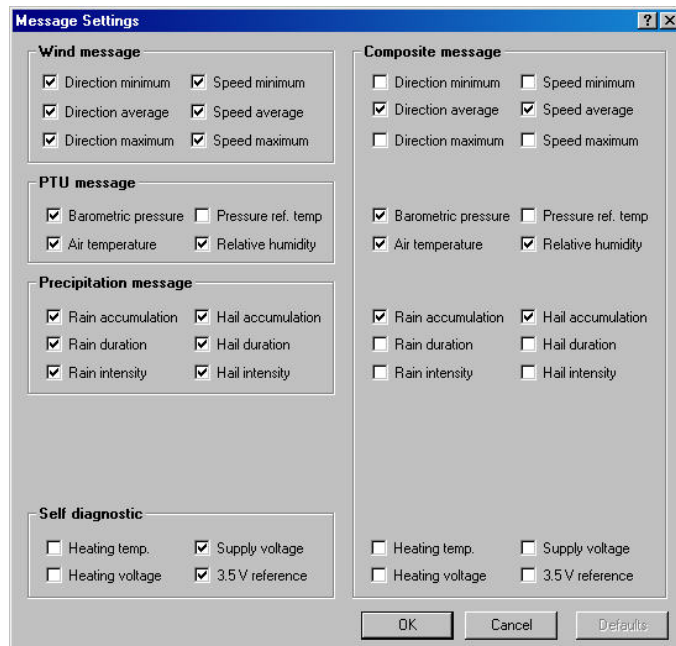 Message Settings
Wind message
Direction minimum Speed minimum
Direction average Speed average
Direction maximum Speed maximum
PTU message
Barometric pressure Pressure ref. temp
Air temperature Relative humidity
Precipitation message
Rain accumulation Hail accumulation
Rain duration Hail duration
Rain intensity Hail intensity
Self diagnostic
Heating temp. Supply voltage
Heating voltage 3.5 V reference
Composite message
Direction minimum Speed minimum
Direction average Speed average
Direction maximum Speed maximum
Barometric pressure Pressure ref. temp
Air temperature Relative humidity
Rain accumulation Hail accumulation
Rain duration Hail duration
Rain intensity Hail intensity
Heating temp. Supply voltage
Heating voltage 3.5 V reference
OK Cancel Defaults